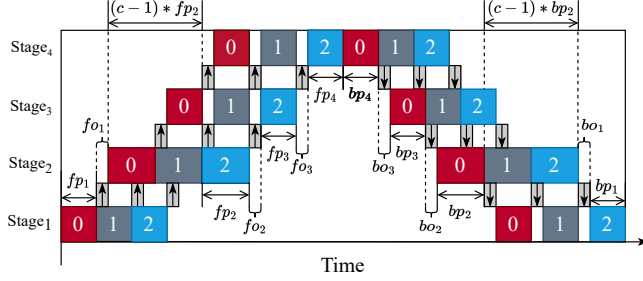 (c − 1) * fp₂ (c − 1) * bp₂
Stage₄ 0 1 2 0 1 2
fp₄ bp₄
Stage₃ 0 1 2 0 1 2
fo₁ fp₃ fo₃ bo₃ bp₃ bo₁
Stage₂ 0 1 2 0 1 2
fp₁ fp₂ fo₂ bo₂ bp₂ bp₁
Stage₁ 0 1 2 0 1 2
Time